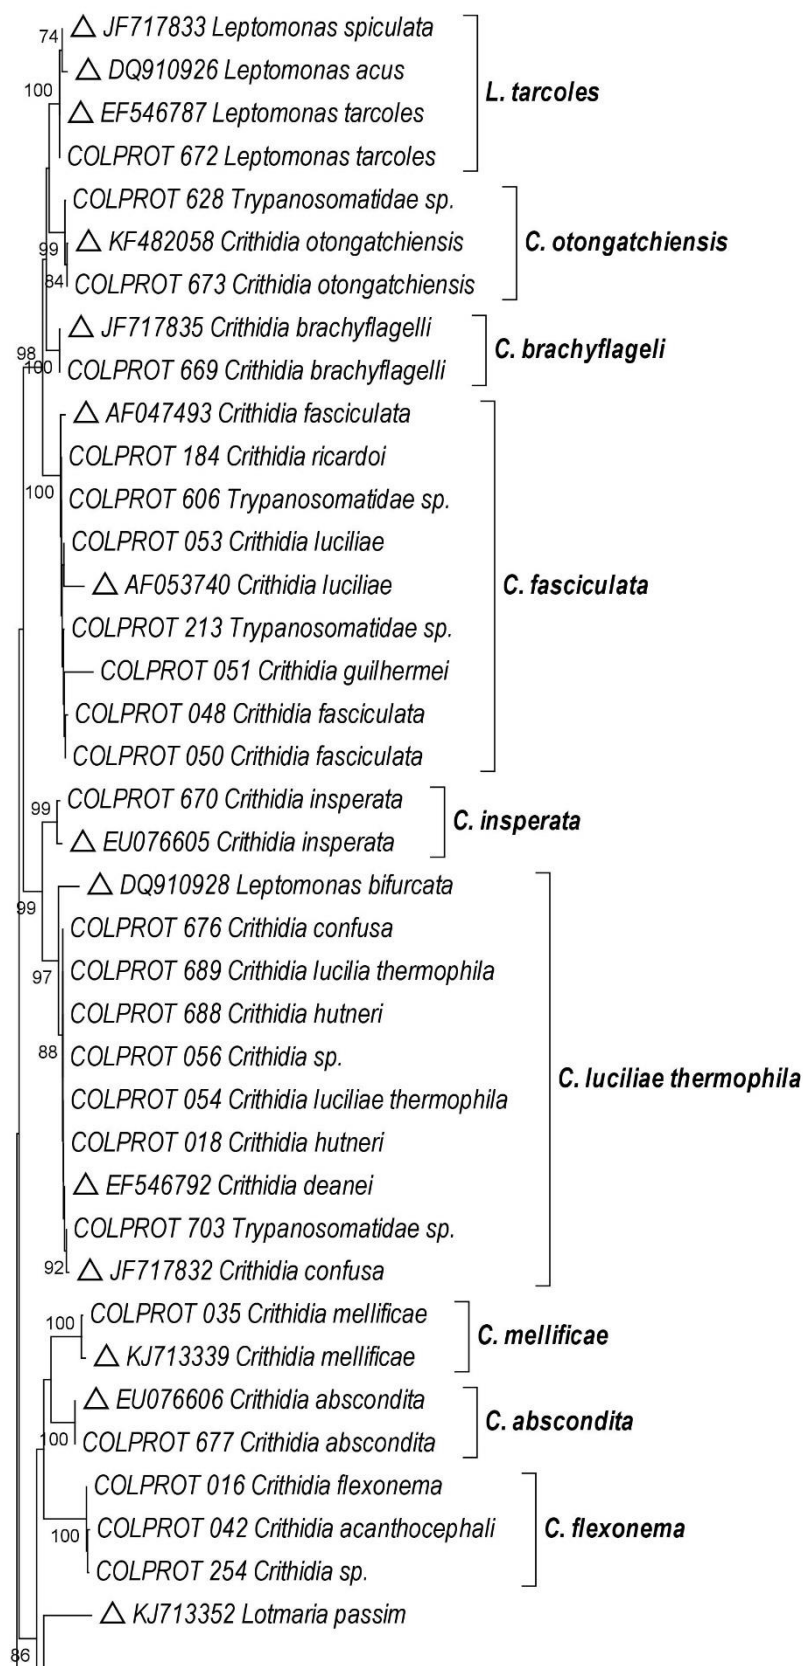 JF717833 Leptomonas spiculata
74
DQ910926 Leptomonas acus
100
L. tarcoles
EF546787 Leptomonas tarcoles
COLPROT 672 Leptomonas tarcoles
COLPROT 628 Trypanosomatidae sp.
99
KF482058 Crithidia otongatchiensis
C. otongatchiensis
84
COLPROT 673 Crithidia otongatchiensis
JF717835 Crithidia brachyflagelli
98
C. brachyflageli
100
COLPROT 669 Crithidia brachyflagelli
AF047493 Crithidia fasciculata
COLPROT 184 Crithidia ricardoi
100
COLPROT 606 Trypanosomatidae sp.
COLPROT 053 Crithidia luciliae
AF053740 Crithidia luciliae
C. fasciculata
COLPROT 213 Trypanosomatidae sp.
COLPROT 051 Crithidia guilhermei
COLPROT 048 Crithidia fasciculata
COLPROT 050 Crithidia fasciculata
99
COLPROT 670 Crithidia insperata
C. insperata
EU076605 Crithidia insperata
DQ910928 Leptomonas bifurcata
99
COLPROT 676 Crithidia confusa
97
COLPROT 689 Crithidia lucilia thermophila
COLPROT 688 Crithidia hutneri
88
COLPROT 056 Crithidia sp.
C. luciliae thermophila
COLPROT 054 Crithidia luciliae thermophila
COLPROT 018 Crithidia hutneri
EF546792 Crithidia deanei
COLPROT 703 Trypanosomatidae sp.
92
JF717832 Crithidia confusa
COLPROT 035 Crithidia mellificae
100
C. mellificae
KJ713339 Crithidia mellificae
EU076606 Crithidia abscondita
C. abscondita
100
COLPROT 677 Crithidia abscondita
COLPROT 016 Crithidia flexonema
COLPROT 042 Crithidia acanthocephali
C. flexonema
100
COLPROT 254 Crithidia sp.
KJ713352 Lotmaria passim
86